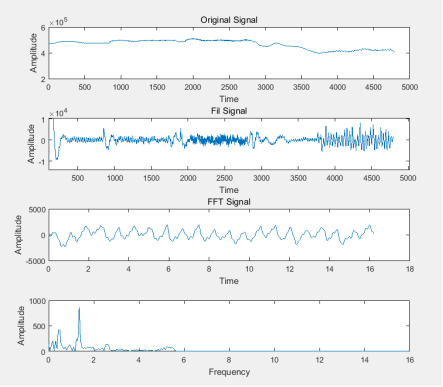 Original Signal
×10^5
6
4
2
Amplitude
0 500 1000 1500 2000 2500 3000 3500 4000 4500 5000
Time
Fil Signal
×10^4
1
0
-1
Amplitude
500 1000 1500 2000 2500 3000 3500 4000 4500 5000
Time
FFT Signal
5000
0
-5000
Amplitude
0 2 4 6 8 10 12 14 16 18
Time
1000
500
0
Amplitude
0 2 4 6 8 10 12 14 16
Frequency